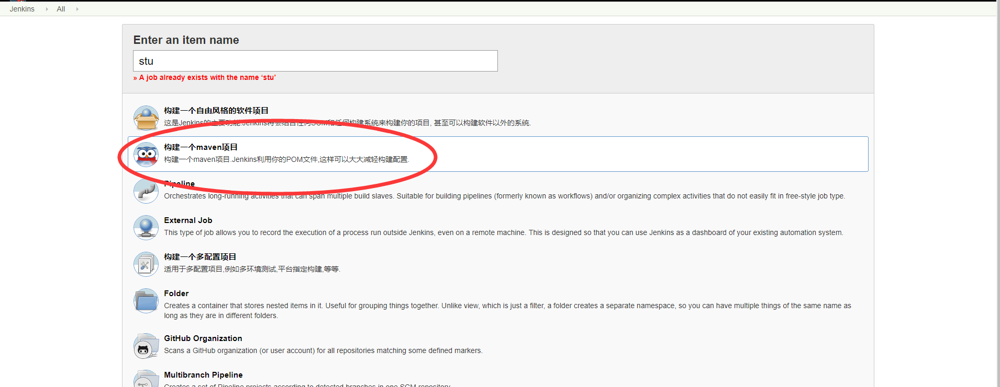 Jenkins All
Enter an item name
stu
» A job already exists with the name ‘stu’
构建一个自由风格的软件项目
这是Jenkins的主要功能.Jenkins将会结合任何SCM和任何构建系统来构建你的项目, 甚至可以构建软件以外的系统.
构建一个maven项目
构建一个maven项目.Jenkins利用你的POM文件,这样可以大大减轻构建配置.
Pipeline
Orchestrates long-running activities that can span multiple build slaves. Suitable for building pipelines (formerly known as workflows) and/or organizing complex activities that do not easily fit in free-style job type.
External Job
This type of job allows you to record the execution of a process run outside Jenkins, even on a remote machine. This is designed so that you can use Jenkins as a dashboard of your existing automation system.
构建一个多配置项目
适用于多配置项目,例如多环境测试,平台指定构建,等等.
Folder
Creates a container that stores nested items in it. Useful for grouping things together. Unlike view, which is just a filter, a folder creates a separate namespace, so you can have multiple things of the same name as
long as they are in different folders.
GitHub Organization
Scans a GitHub organization (or user account) for all repositories matching some defined markers.
Multibranch Pipeline
Creates a set of Pipeline projects according to detected branches in one SCM repository.